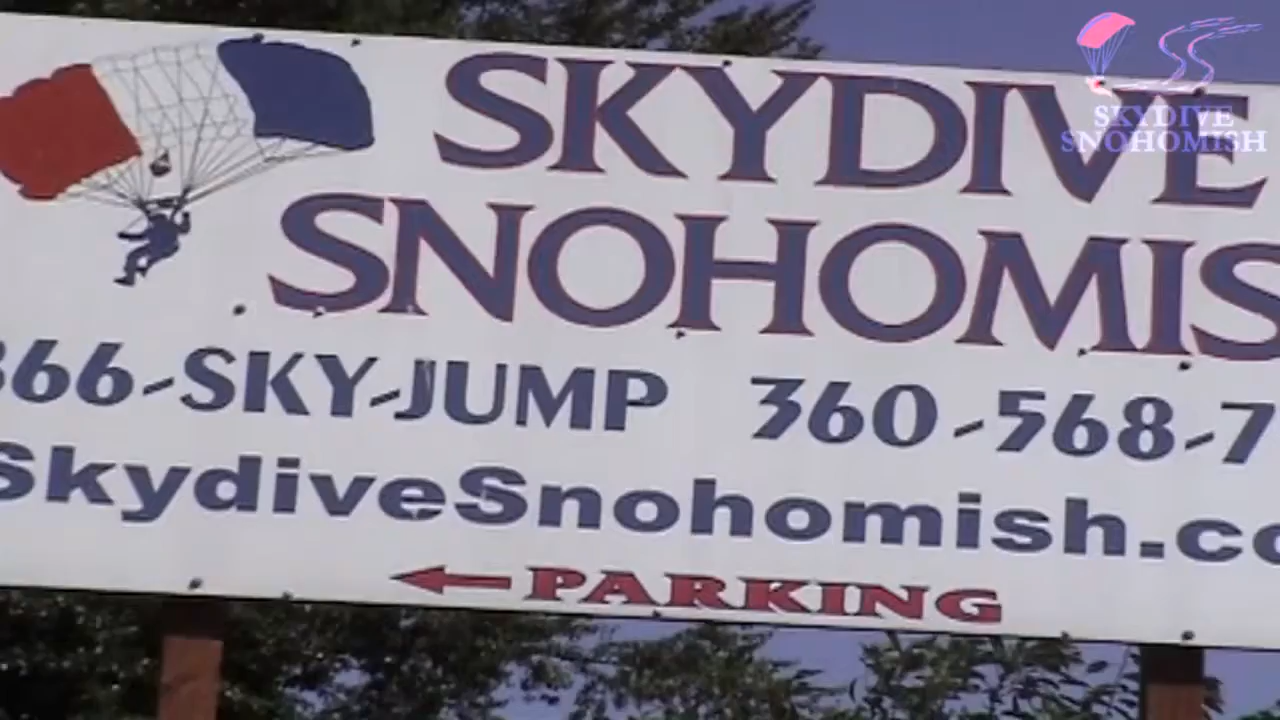 SKYDIVE
SNOHOMIS
66-SKY-JUMP 360-568-7
SkydiveSnohomish.co
← PARKING
SKYDIVE
SNOHOMISH